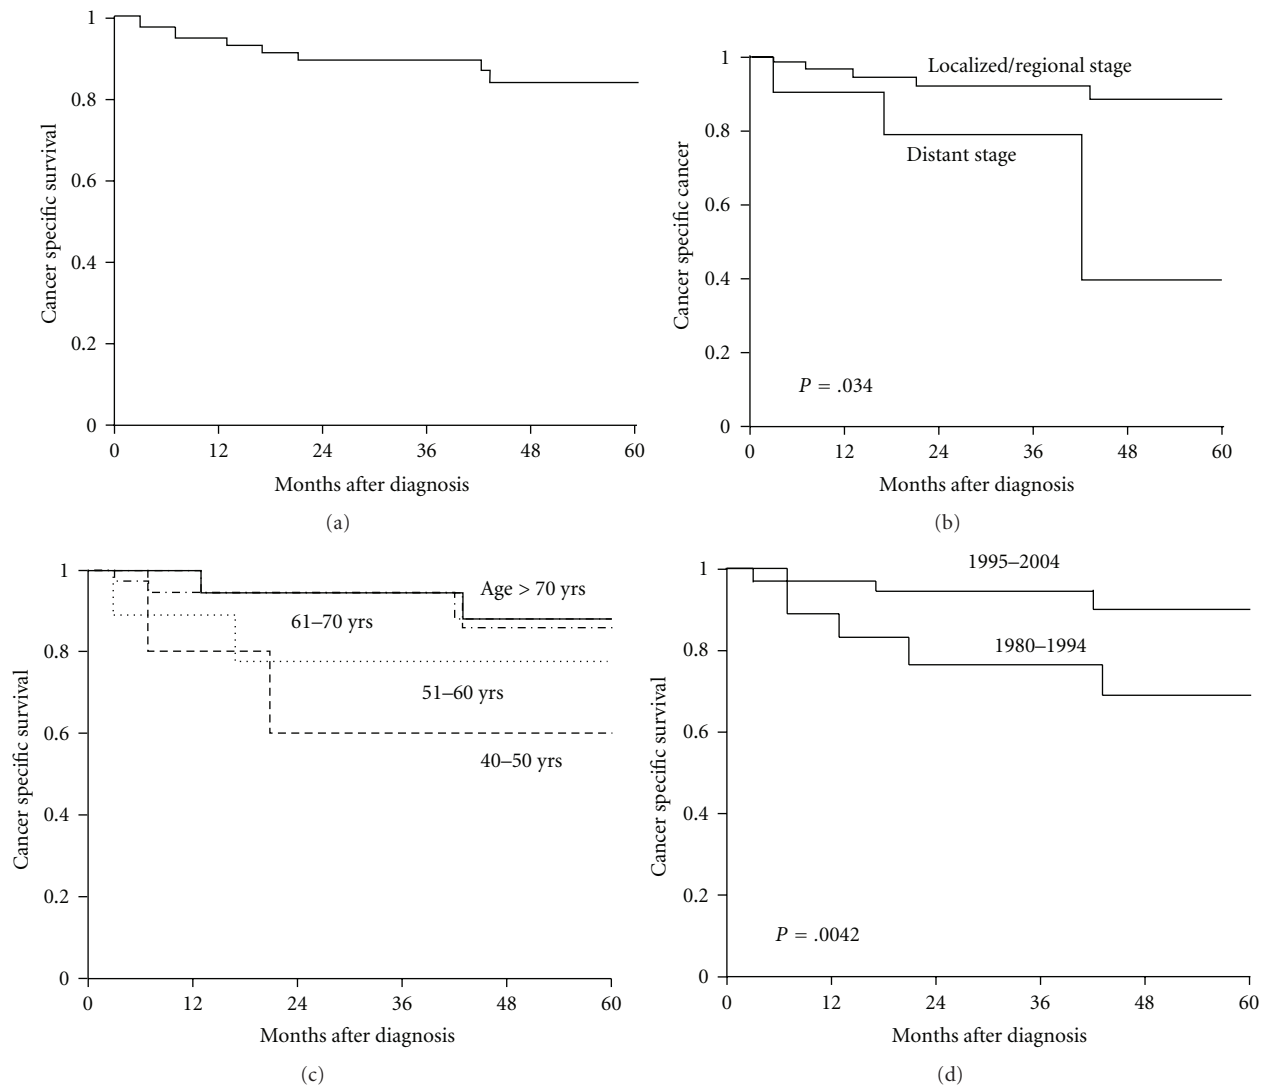 1
0.8
0.6
0.4
0.2
0
Cancer specific survival
0 12 24 36 48 60
Months after diagnosis
(a)
1
0.8
0.6
0.4
0.2
0
Cancer specific cancer
Localized/regional stage
Distant stage
P = .034
0 12 24 36 48 60
Months after diagnosis
(b)
1
0.8
0.6
0.4
0.2
0
Cancer specific survival
Age > 70 yrs
61–70 yrs
51–60 yrs
40–50 yrs
0 12 24 36 48 60
Months after diagnosis
(c)
1
0.8
0.6
0.4
0.2
0
Cancer specific survival
1995–2004
1980–1994
P = .0042
0 12 24 36 48 60
Months after diagnosis
(d)